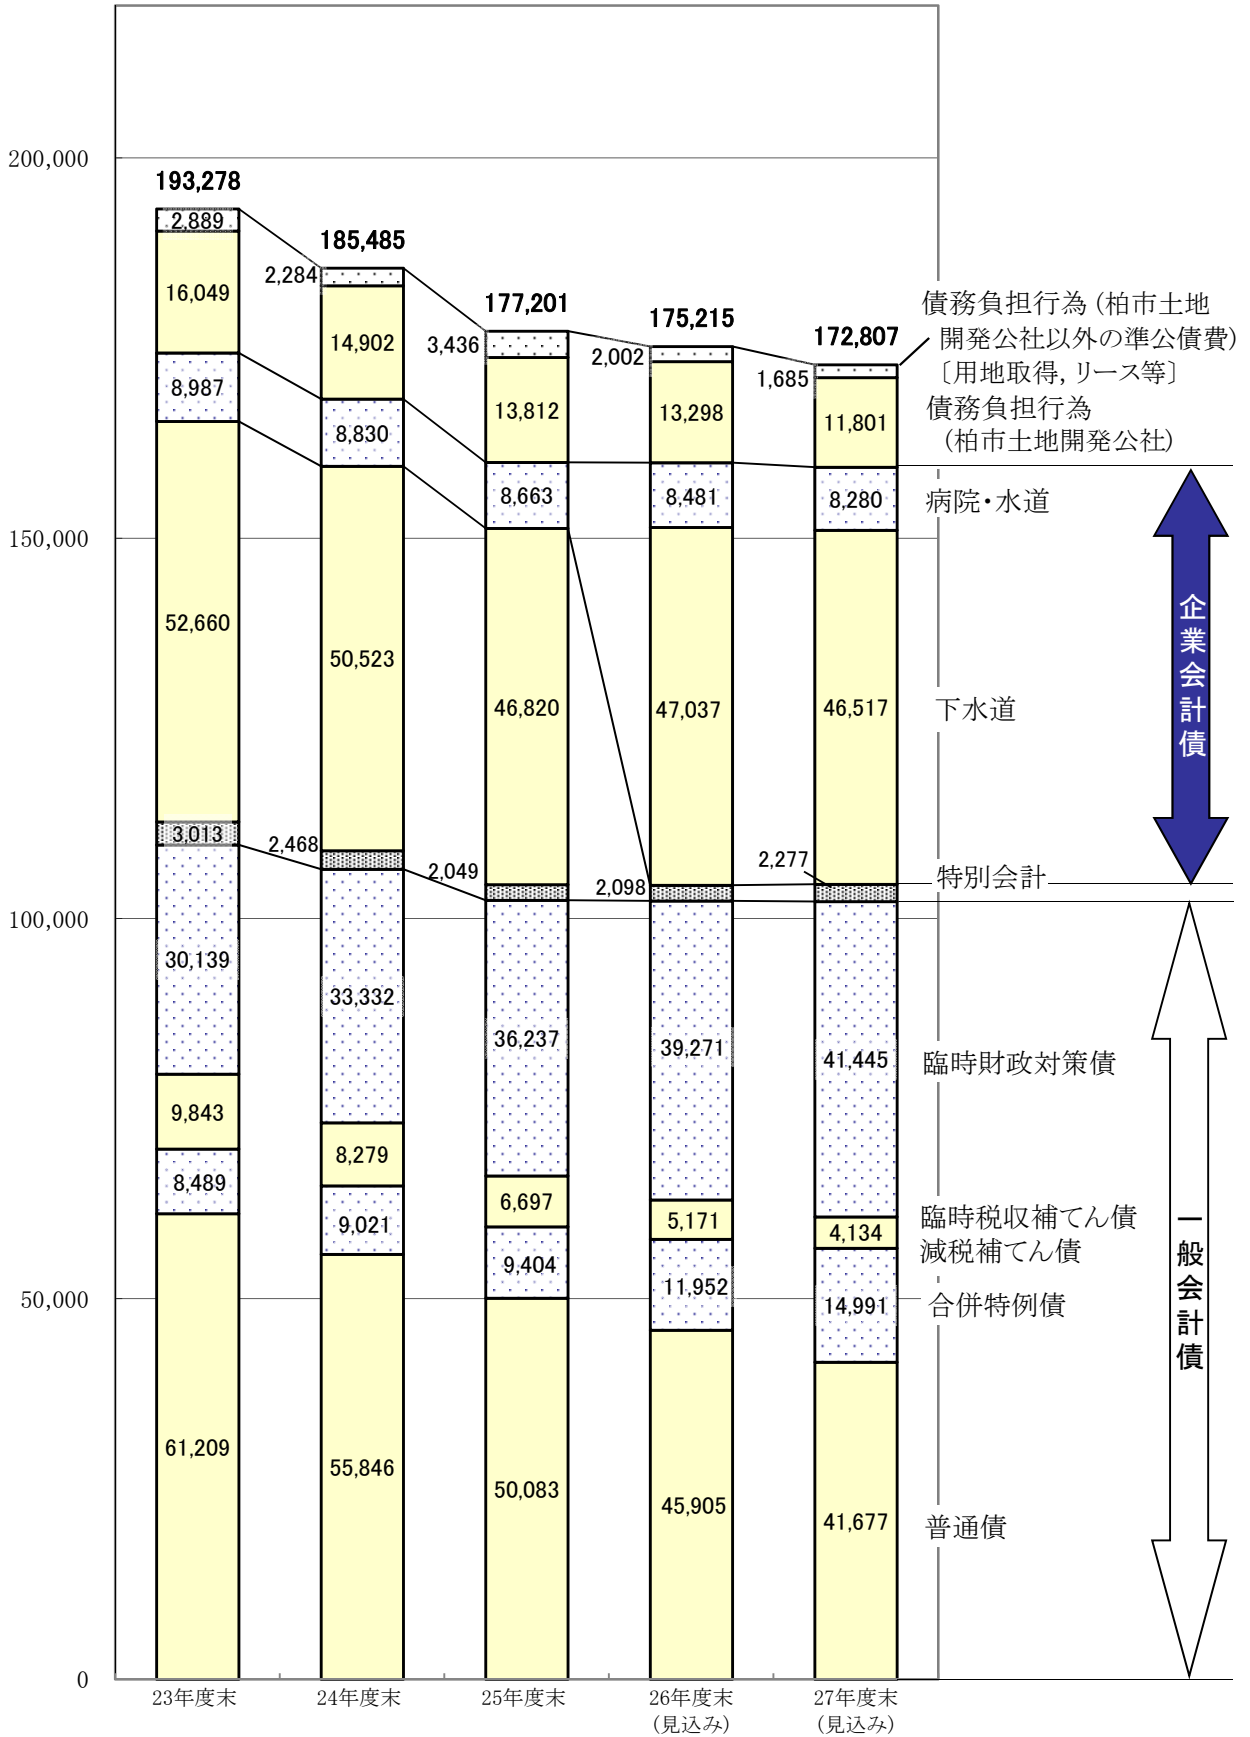 200,000
150,000
100,000
50,000
0
193,278
2,889
16,049
8,987
52,660
3,013
30,139
9,843
8,489
61,209
23年度末
185,485
2,284
14,902
8,830
50,523
2,468
33,332
8,279
9,021
55,846
24年度末
177,201
3,436
13,812
8,663
46,820
2,049
36,237
6,697
9,404
50,083
25年度末
175,215
2,002
13,298
8,481
47,037
2,098
39,271
5,171
11,952
45,905
26年度末
(見込み)
172,807
1,685
11,801
8,280
46,517
2,277
41,445
4,134
14,991
41,677
27年度末
(見込み)
債務負担行為(柏市土地
開発公社以外の準公債費)
〔用地取得, リース等〕
債務負担行為
(柏市土地開発公社)
病院・水道
下水道
特別会計
臨時財政対策債
臨時税収補てん債
減税補てん債
合併特例債
普通債
企業会計債
一般会計債